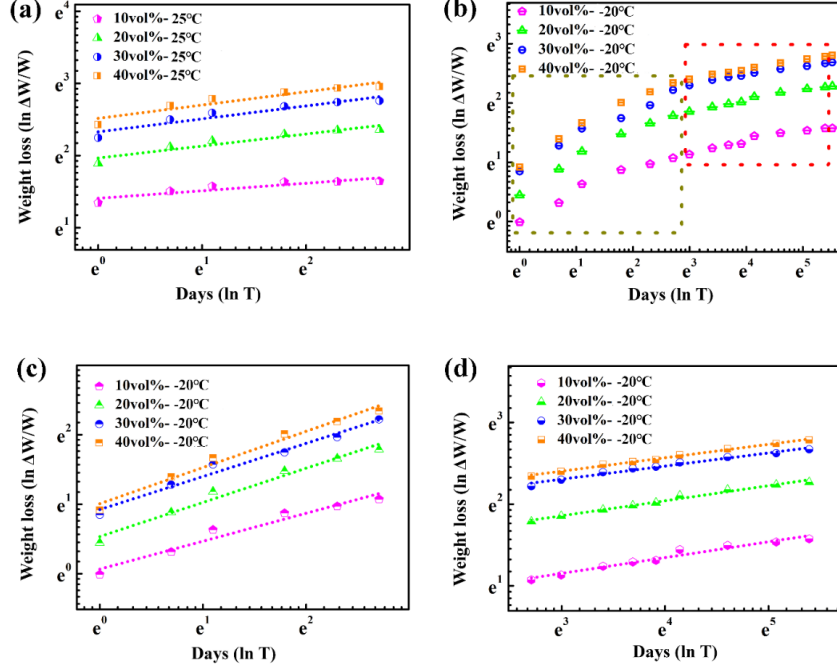 (a)
10vol%-25℃
20vol%-25℃
30vol%-25℃
40vol%-25℃
Weight loss (ln ΔW/W)
e⁴
e³
e²
e¹
e⁰
e¹
e²
Days (ln T)
(b)
10vol%- -20℃
20vol%- -20℃
30vol%- -20℃
40vol%- -20℃
Weight loss (ln ΔW/W)
e³
e²
e¹
e⁰
e⁰
e¹
e²
e³
e⁴
e⁵
Days (ln T)
(c)
10vol%- -20℃
20vol%- -20℃
30vol%- -20℃
40vol%- -20℃
Weight loss (ln ΔW/W)
e²
e¹
e⁰
e⁰
e¹
e²
Days (ln T)
(d)
10vol%- -20℃
20vol%- -20℃
30vol%- -20℃
40vol%- -20℃
Weight loss (ln ΔW/W)
e³
e²
e¹
e³
e⁴
e⁵
Days (ln T)